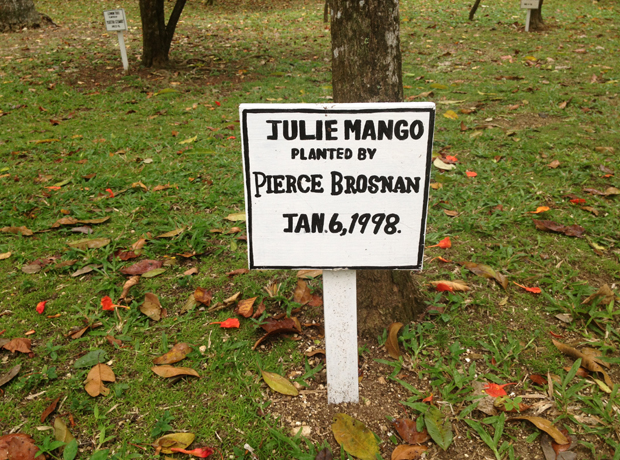 JULIE MANGO
PLANTED BY
PIERCE BROSNAN
JAN.6,1998.